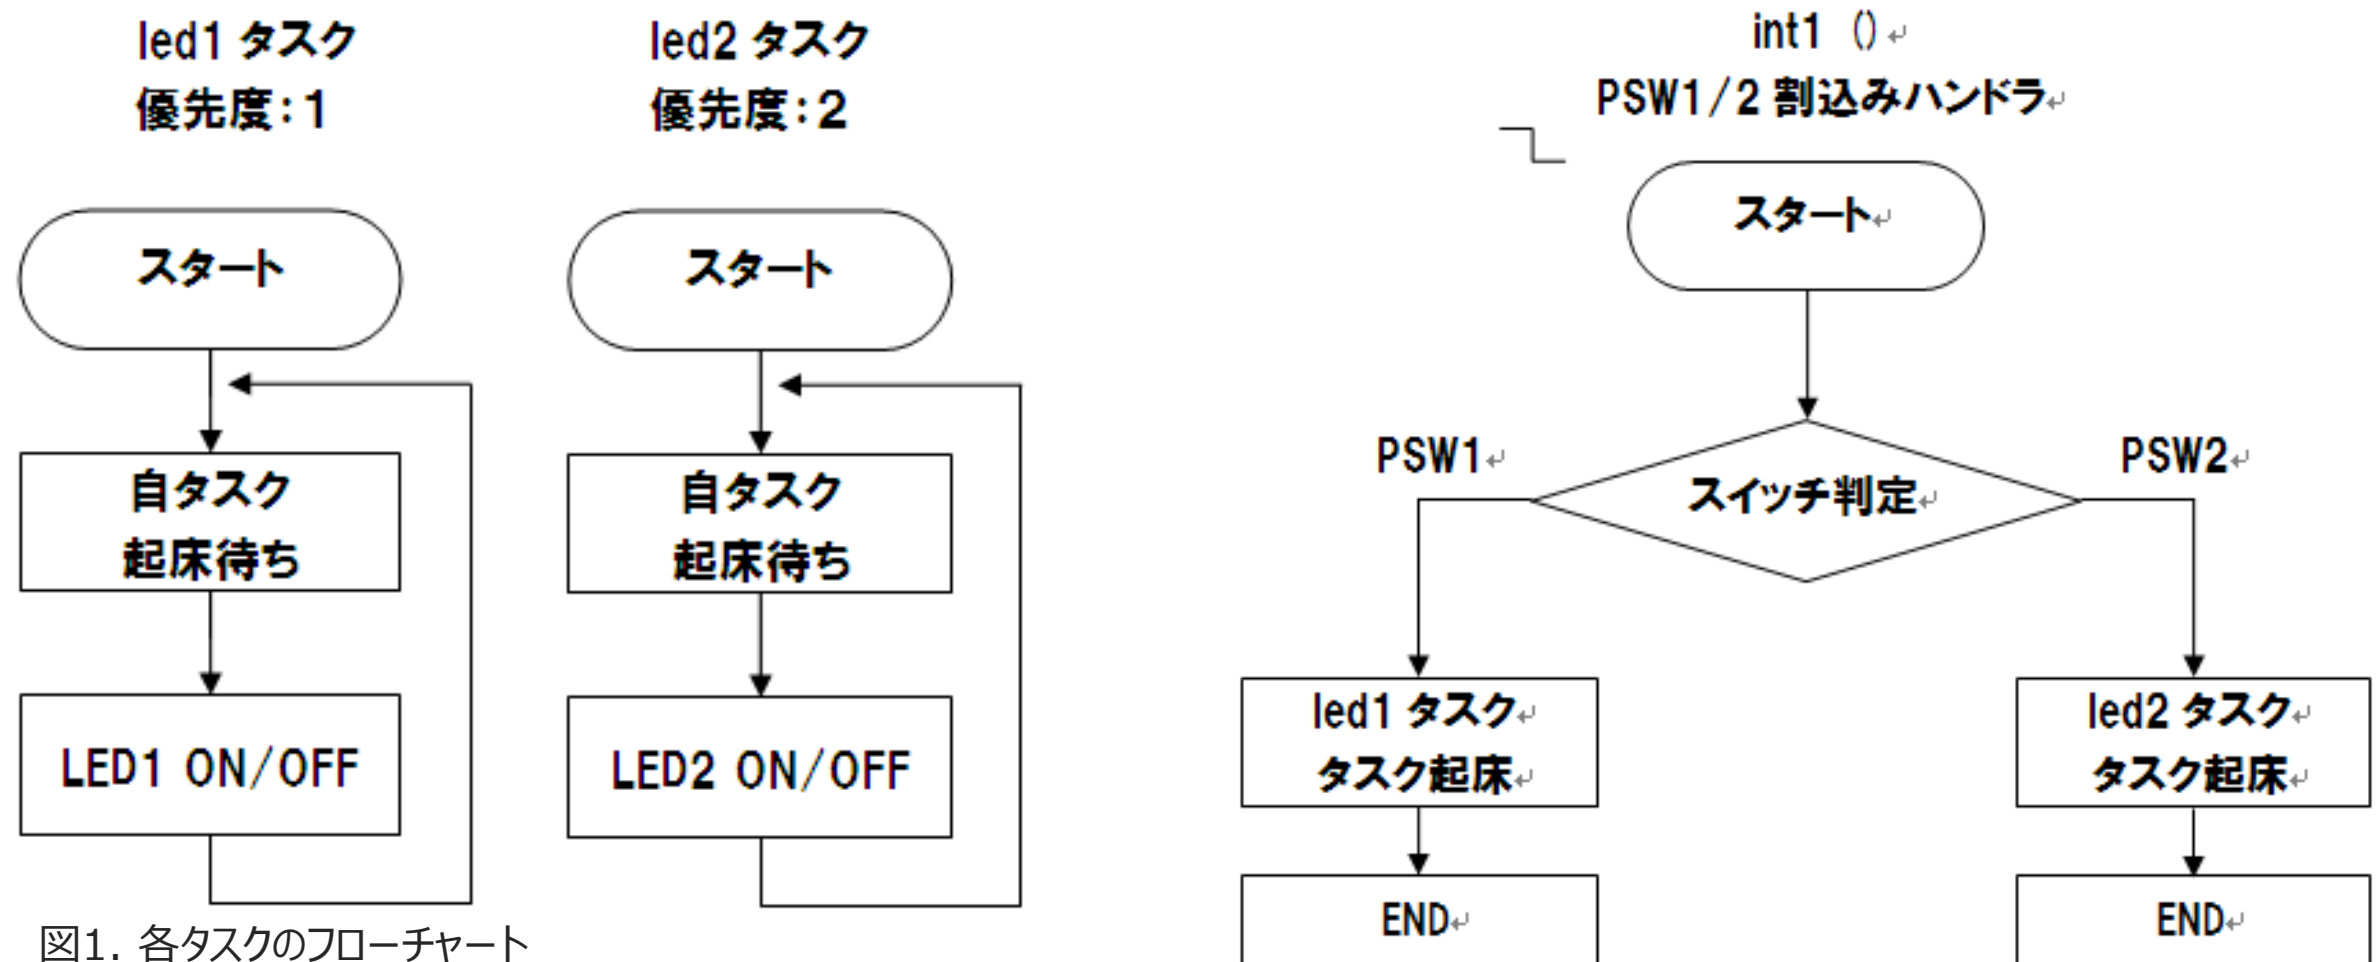 led1 タスク
優先度：1
スタート
自タスク
起床待ち
LED1 ON/OFF
led2 タスク
優先度：2
スタート
自タスク
起床待ち
LED2 ON/OFF
int1 ()↵
PSW1/2 割込みハンドラ↵
スタート↵
スイッチ判定↵
PSW1↵
led1 タスク↵
タスク起床↵
END↵
PSW2↵
led2 タスク↵
タスク起床↵
END↵
図1. 各タスクのフローチャート